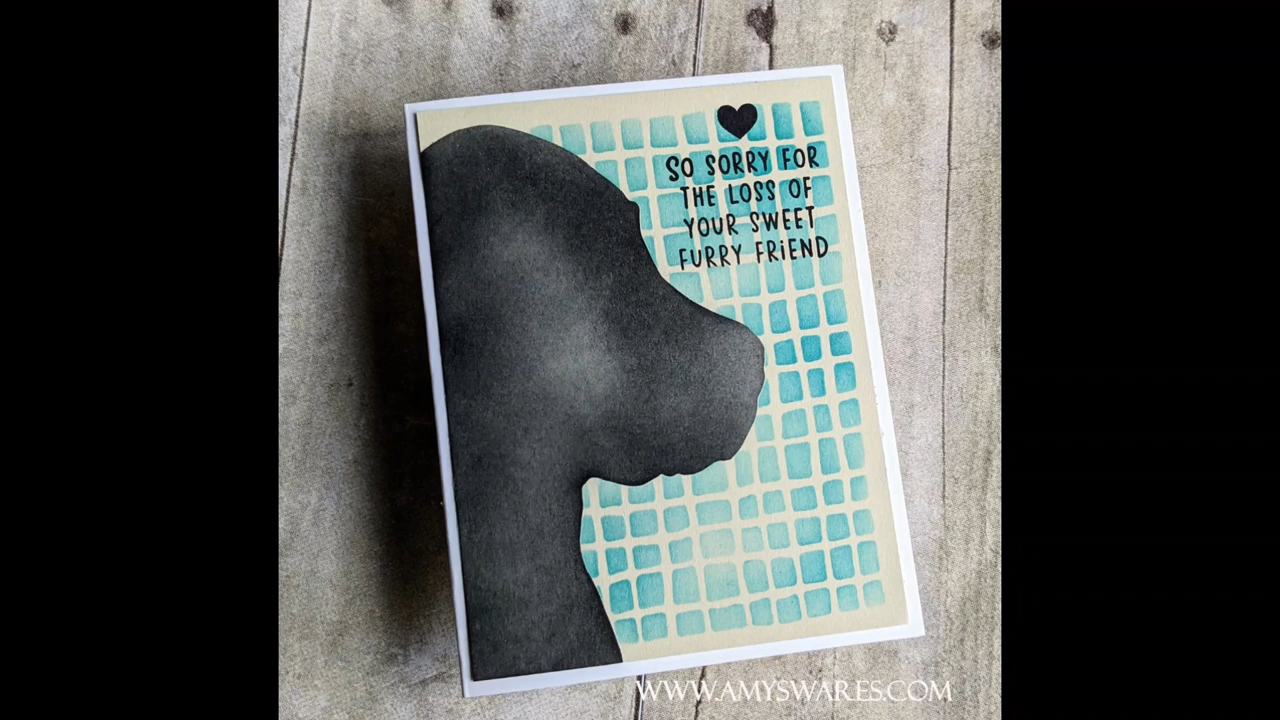 SO SORRY FOR
THE LOSS OF
YOUR SWEET
FURRY FRiEND
WWW.AMYSWARES.COM